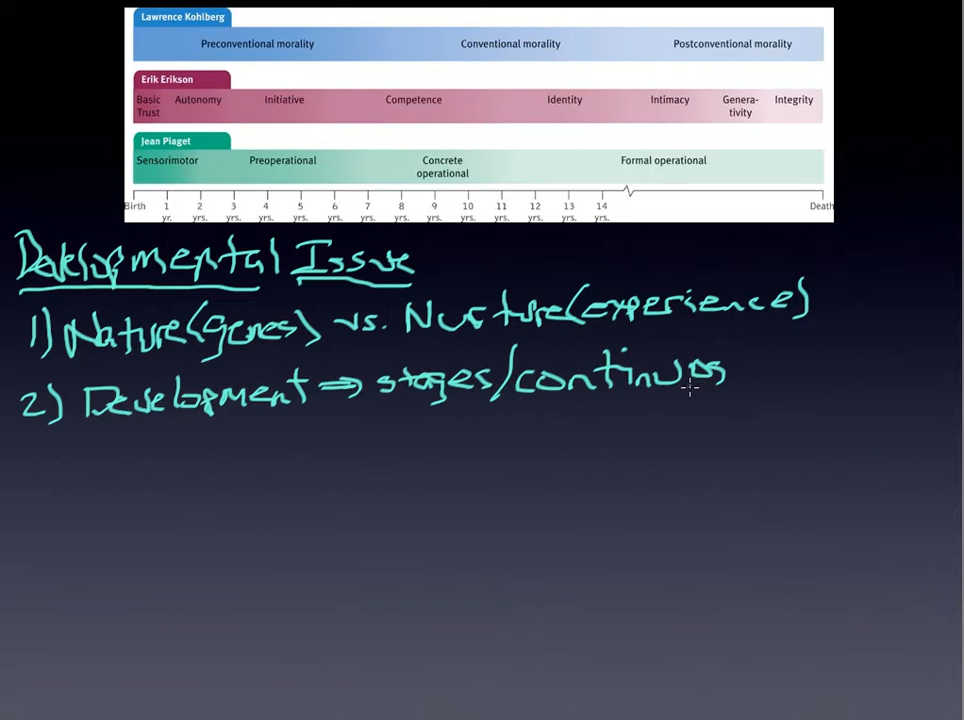 Lawrence Kohlberg
Preconventional morality Conventional morality Postconventional morality
Erik Erikson
Basic Trust Autonomy Initiative Competence Identity Intimacy Genera- tivity Integrity
Jean Piaget
Sensorimotor Preoperational Concrete operational Formal operational
Birth 1 yr. 2 yrs. 3 yrs. 4 yrs. 5 yrs. 6 yrs. 7 yrs. 8 yrs. 9 yrs. 10 yrs. 11 yrs. 12 yrs. 13 yrs. 14 yrs. Death
Developmental Issue
1) Nature(genes) vs. Nurture(experience)
2) Development ⇒ stages/continuos